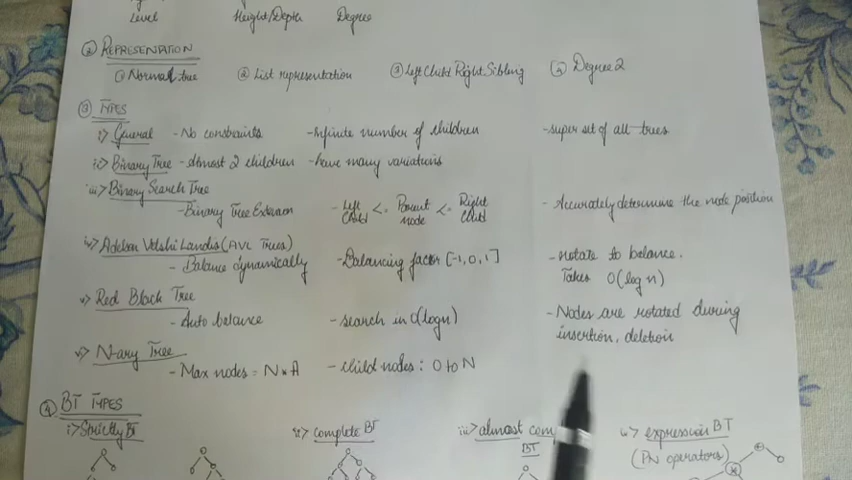 Level Height/Depth Degree
② REPRESENTATION
① Normal tree ② List representation ③ Left Child Right Sibling ④ Degree 2
③ TYPES
i> General - No constraints - Infinite number of children - super set of all trees
ii> Binary Tree - Atmost 2 children - have many variations
iii> Binary Search Tree
- Binary Tree Extension - Left Child <= Parent node <= Right Child - Accurately determine the node position
iv> Adelson Velski Landis (AVL Trees)
- Balance dynamically - Balancing factor [-1, 0, 1] - rotate to balance.
Takes O(log n)
v> Red Black Tree
- Auto balance - search in O(logn) - Nodes are rotated during
insertion, deletion
vi> N-ary Tree
- Max nodes = N * A - child nodes : 0 to N
④ BT TYPES
i> Strictly BT ii> complete BT iii> almost com BT iv> expression BT
(PN operators)